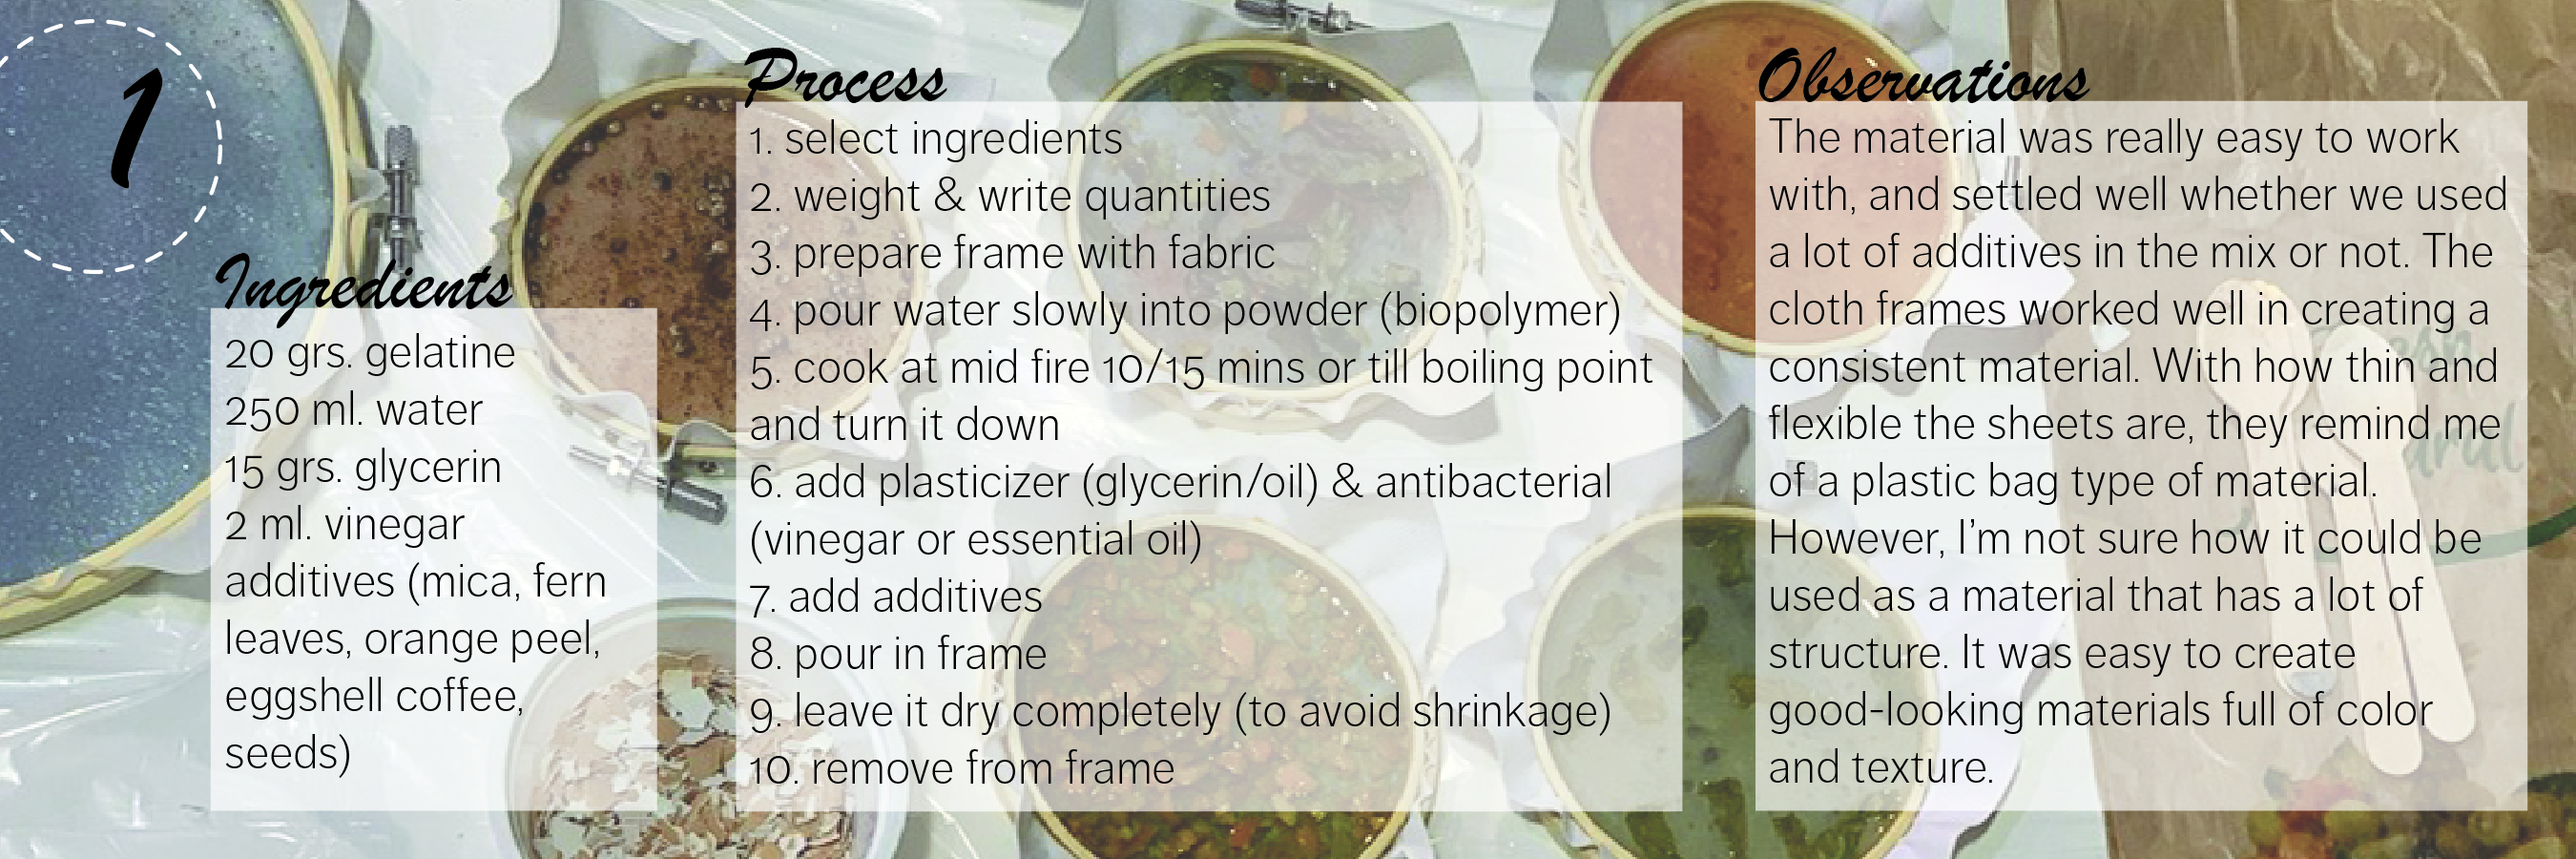 1
Ingredients
20 grs. gelatine
250 ml. water
15 grs. glycerin
2 ml. vinegar
additives (mica, fern
leaves, orange peel,
eggshell coffee,
seeds)
Process
1. select ingredients
2. weight & write quantities
3. prepare frame with fabric
4. pour water slowly into powder (biopolymer)
5. cook at mid fire 10/15 mins or till boiling point
and turn it down
6. add plasticizer (glycerin/oil) & antibacterial
(vinegar or essential oil)
7. add additives
8. pour in frame
9. leave it dry completely (to avoid shrinkage)
10. remove from frame
Observations
The material was really easy to work
with, and settled well whether we used
a lot of additives in the mix or not. The
cloth frames worked well in creating a
consistent material. With how thin and
flexible the sheets are, they remind me
of a plastic bag type of material.
However, I'm not sure how it could be
used as a material that has a lot of
structure. It was easy to create
good-looking materials full of color
and texture.